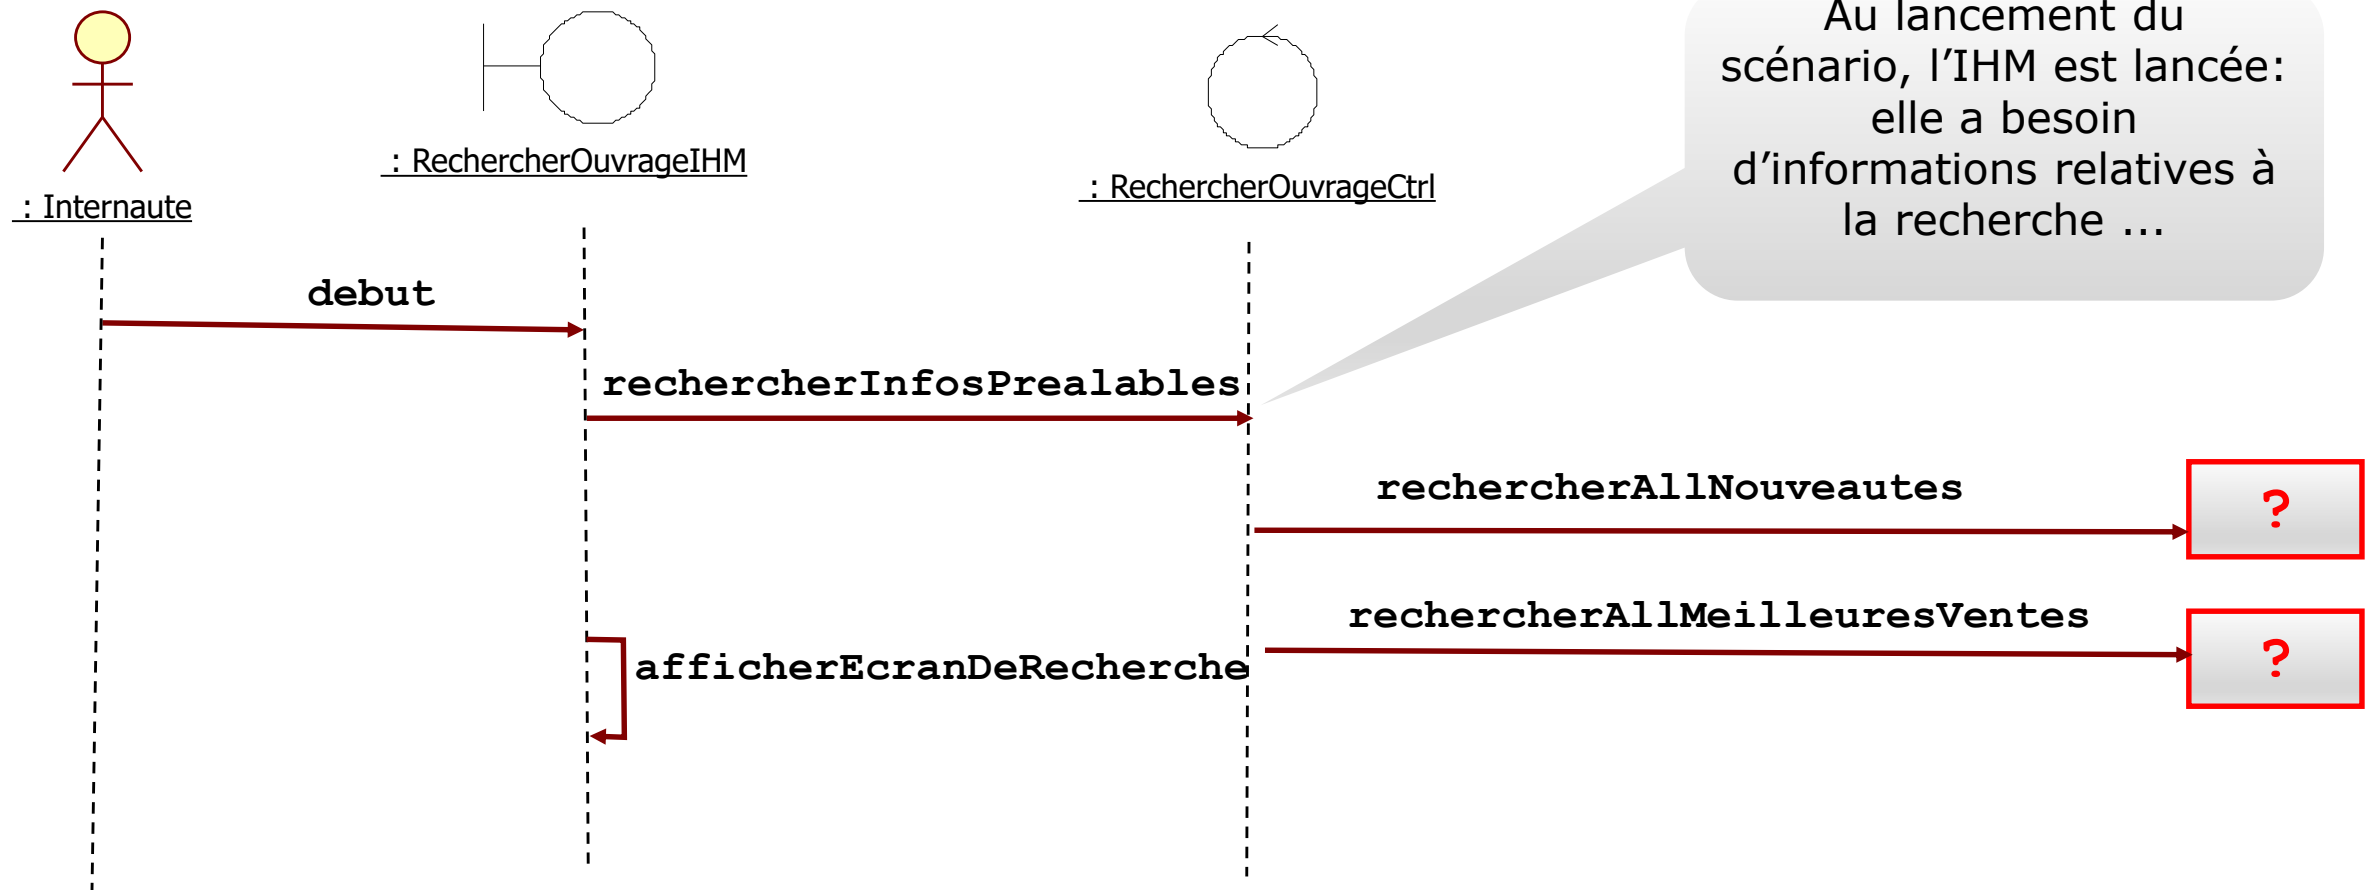 Au lancement du
scénario, l’IHM est lancée:
elle a besoin
d’informations relatives à
la recherche …
: RechercherOuvrageIHM
: RechercherOuvrageCtrl
: Internaute
debut
rechercherInfosPrealables
rechercherAllNouveautes
?
rechercherAllMeilleuresVentes
?
afficherEcranDeRecherche